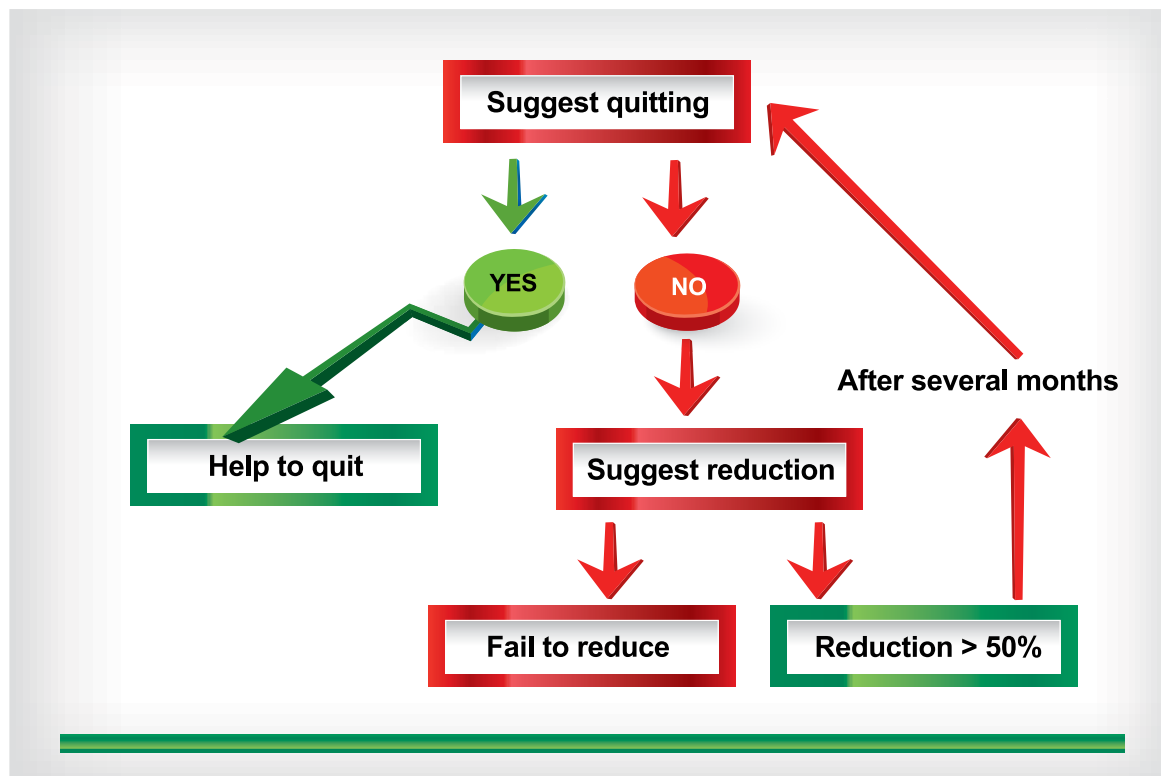 Suggest quitting
YES
NO
After several months
Help to quit
Suggest reduction
Fail to reduce
Reduction > 50%